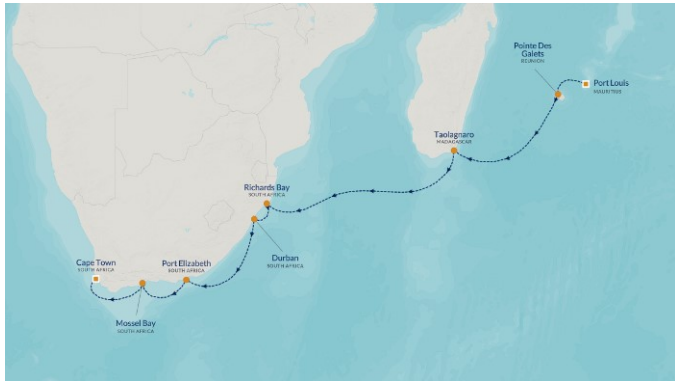 Pointe Des
Galets
REUNION
Port Louis
MAURITIUS
Taolagnaro
MADAGASCAR
Richards Bay
SOUTH AFRICA
Durban
SOUTH AFRICA
Port Elizabeth
SOUTH AFRICA
Cape Town
SOUTH AFRICA
Mossel Bay
SOUTH AFRICA